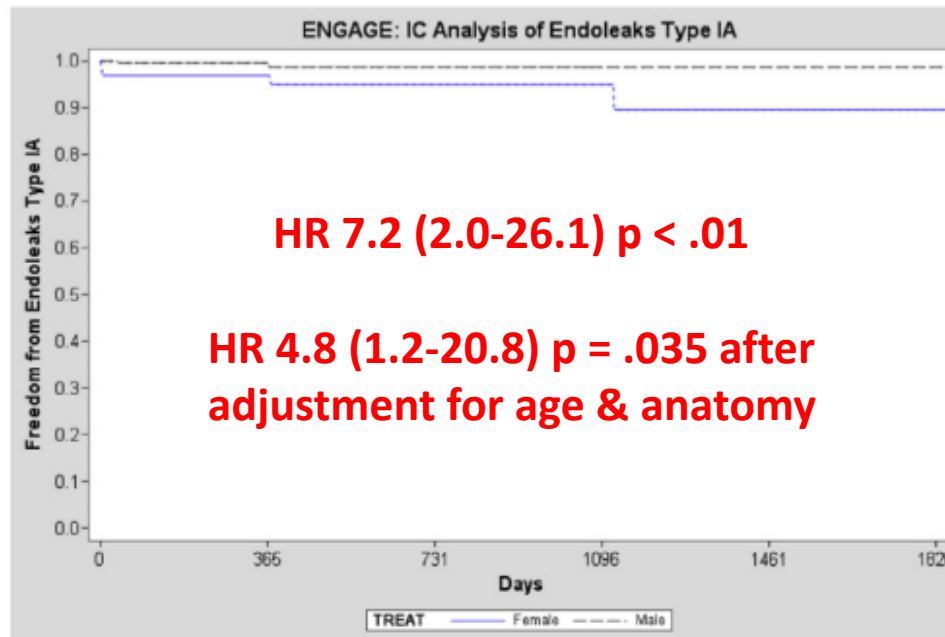 ENGAGE: IC Analysis of Endoleaks Type IA
Freedom from Endoleaks Type IA
1.0
0.9
0.8
0.7
0.6
0.5
0.4
0.3
0.2
0.1
0.0
HR 7.2 (2.0-26.1) p < .01
HR 4.8 (1.2-20.8) p = .035 after
adjustment for age & anatomy
0 365 731 1096 1461
Days
TREAT Female Male